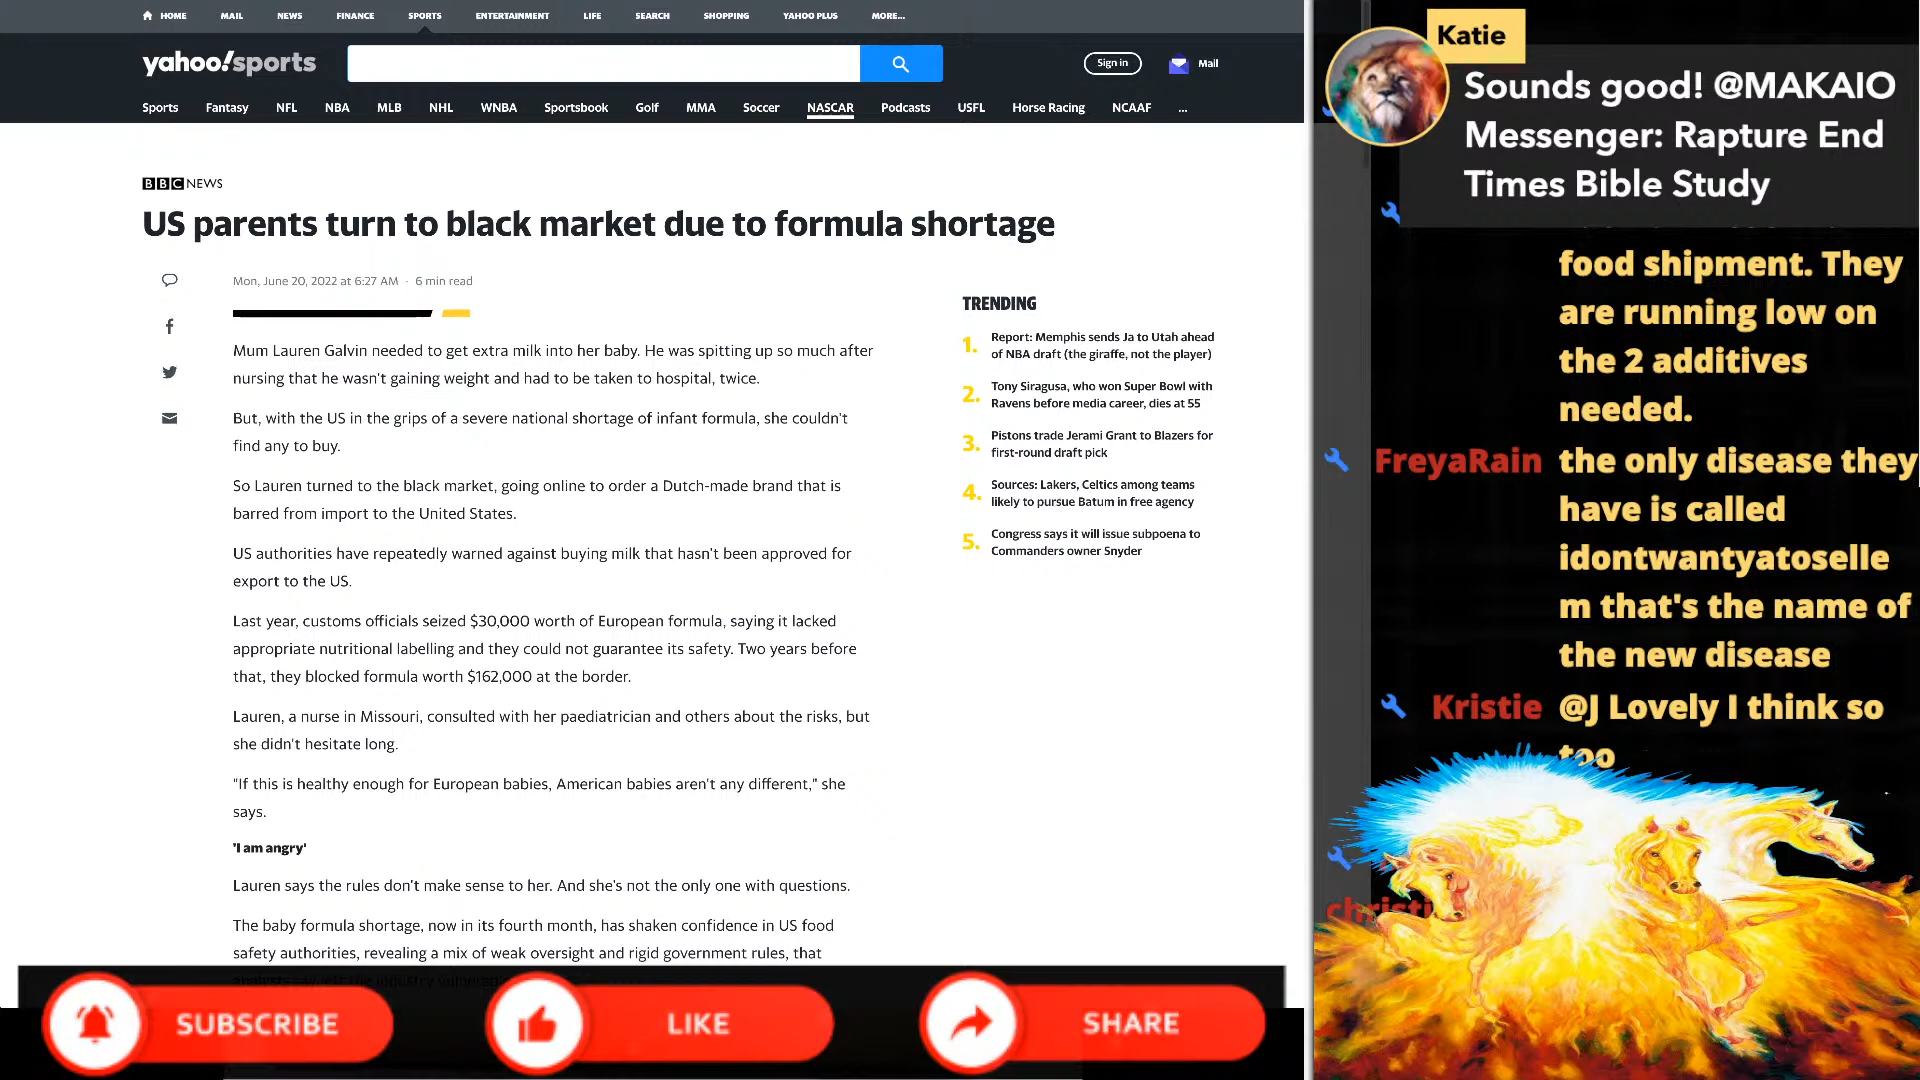 HOME MAIL NEWS FINANCE SPORTS ENTERTAINMENT LIFE SEARCH SHOPPING YAHOO PLUS MORE...
yahoo!sports
Sign in
Mail
Sports Fantasy NFL NBA MLB NHL WNBA Sportsbook Golf MMA Soccer NASCAR Podcasts USFL Horse Racing NCAAF ...
BBC NEWS
US parents turn to black market due to formula shortage
Mon, June 20, 2022 at 6:27 AM · 6 min read
Mum Lauren Galvin needed to get extra milk into her baby. He was spitting up so much after
nursing that he wasn't gaining weight and had to be taken to hospital, twice.
But, with the US in the grips of a severe national shortage of infant formula, she couldn't
find any to buy.
So Lauren turned to the black market, going online to order a Dutch-made brand that is
barred from import to the United States.
US authorities have repeatedly warned against buying milk that hasn't been approved for
export to the US.
Last year, customs officials seized $30,000 worth of European formula, saying it lacked
appropriate nutritional labelling and they could not guarantee its safety. Two years before
that, they blocked formula worth $162,000 at the border.
Lauren, a nurse in Missouri, consulted with her paediatrician and others about the risks, but
she didn't hesitate long.
"If this is healthy enough for European babies, American babies aren't any different," she
says.
'I am angry'
Lauren says the rules don't make sense to her. And she's not the only one with questions.
The baby formula shortage, now in its fourth month, has shaken confidence in US food
safety authorities, revealing a mix of weak oversight and rigid government rules, that
TRENDING
1. Report: Memphis sends Ja to Utah ahead
of NBA draft (the giraffe, not the player)
2. Tony Siragusa, who won Super Bowl with
Ravens before media career, dies at 55
3. Pistons trade Jerami Grant to Blazers for
first-round draft pick
4. Sources: Lakers, Celtics among teams
likely to pursue Batum in free agency
5. Congress says it will issue subpoena to
Commanders owner Snyder
SUBSCRIBE
LIKE
SHARE
Katie
Sounds good! @MAKAIO
Messenger: Rapture End
Times Bible Study
food shipment. They
are running low on
the 2 additives
needed.
FreyaRain the only disease they
have is called
idontwantyatoselle
m that's the name of
the new disease
Kristie @J Lovely I think so
too
christi